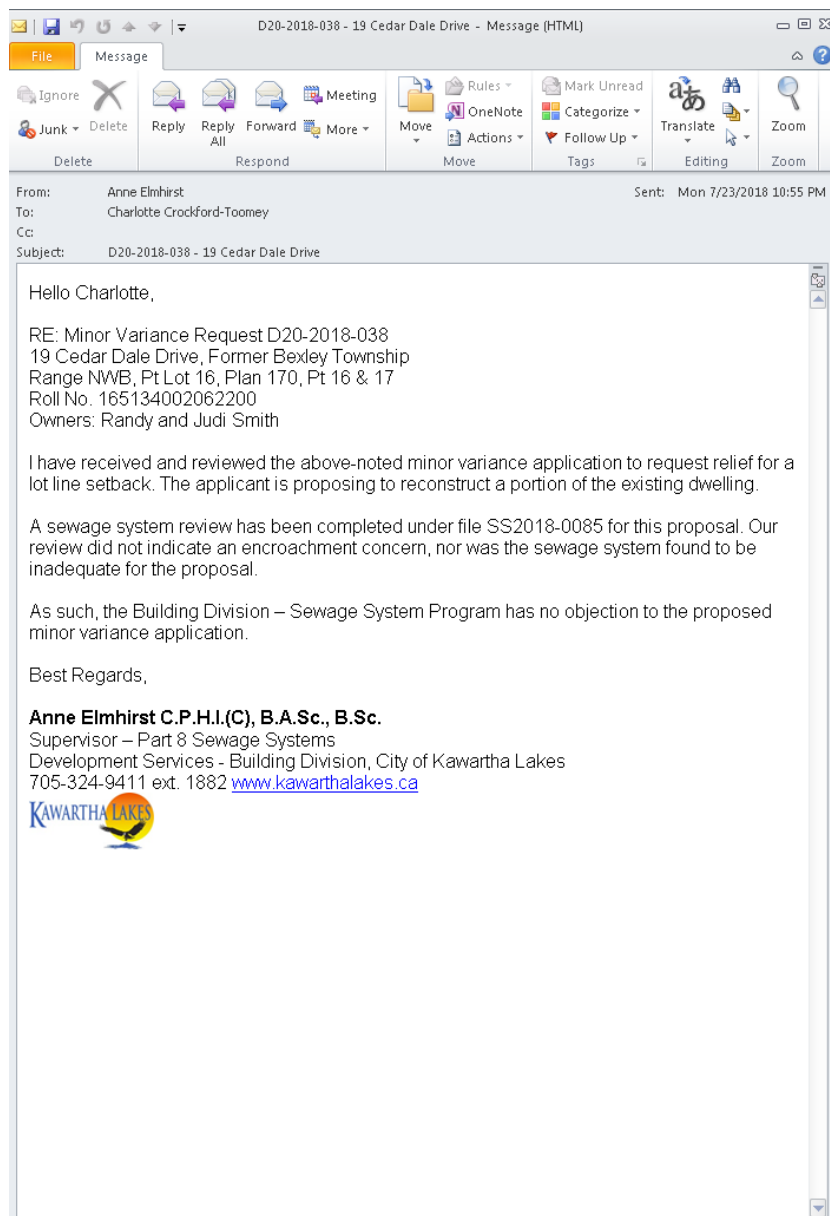 D20-2018-038 - 19 Cedar Dale Drive - Message (HTML)
File Message
Ignore
Junk Delete
Reply Reply All Forward
Meeting
More
Move
Rules
OneNote
Actions
Mark Unread
Categorize
Follow Up
Translate
Zoom
Delete Respond Move Tags Editing Zoom
From: Anne Elmhirst Sent: Mon 7/23/2018 10:55 PM
To: Charlotte Crockford-Toomey
Cc:
Subject: D20-2018-038 - 19 Cedar Dale Drive
Hello Charlotte,
RE: Minor Variance Request D20-2018-038
19 Cedar Dale Drive, Former Bexley Township
Range NWB, Pt Lot 16, Plan 170, Pt 16 & 17
Roll No. 165134002062200
Owners: Randy and Judi Smith
I have received and reviewed the above-noted minor variance application to request relief for a
lot line setback. The applicant is proposing to reconstruct a portion of the existing dwelling.
A sewage system review has been completed under file SS2018-0085 for this proposal. Our
review did not indicate an encroachment concern, nor was the sewage system found to be
inadequate for the proposal.
As such, the Building Division – Sewage System Program has no objection to the proposed
minor variance application.
Best Regards,
Anne Elmhirst C.P.H.I.(C), B.A.Sc., B.Sc.
Supervisor – Part 8 Sewage Systems
Development Services - Building Division, City of Kawartha Lakes
705-324-9411 ext. 1882 www.kawarthalakes.ca
KAWARTHA LAKES